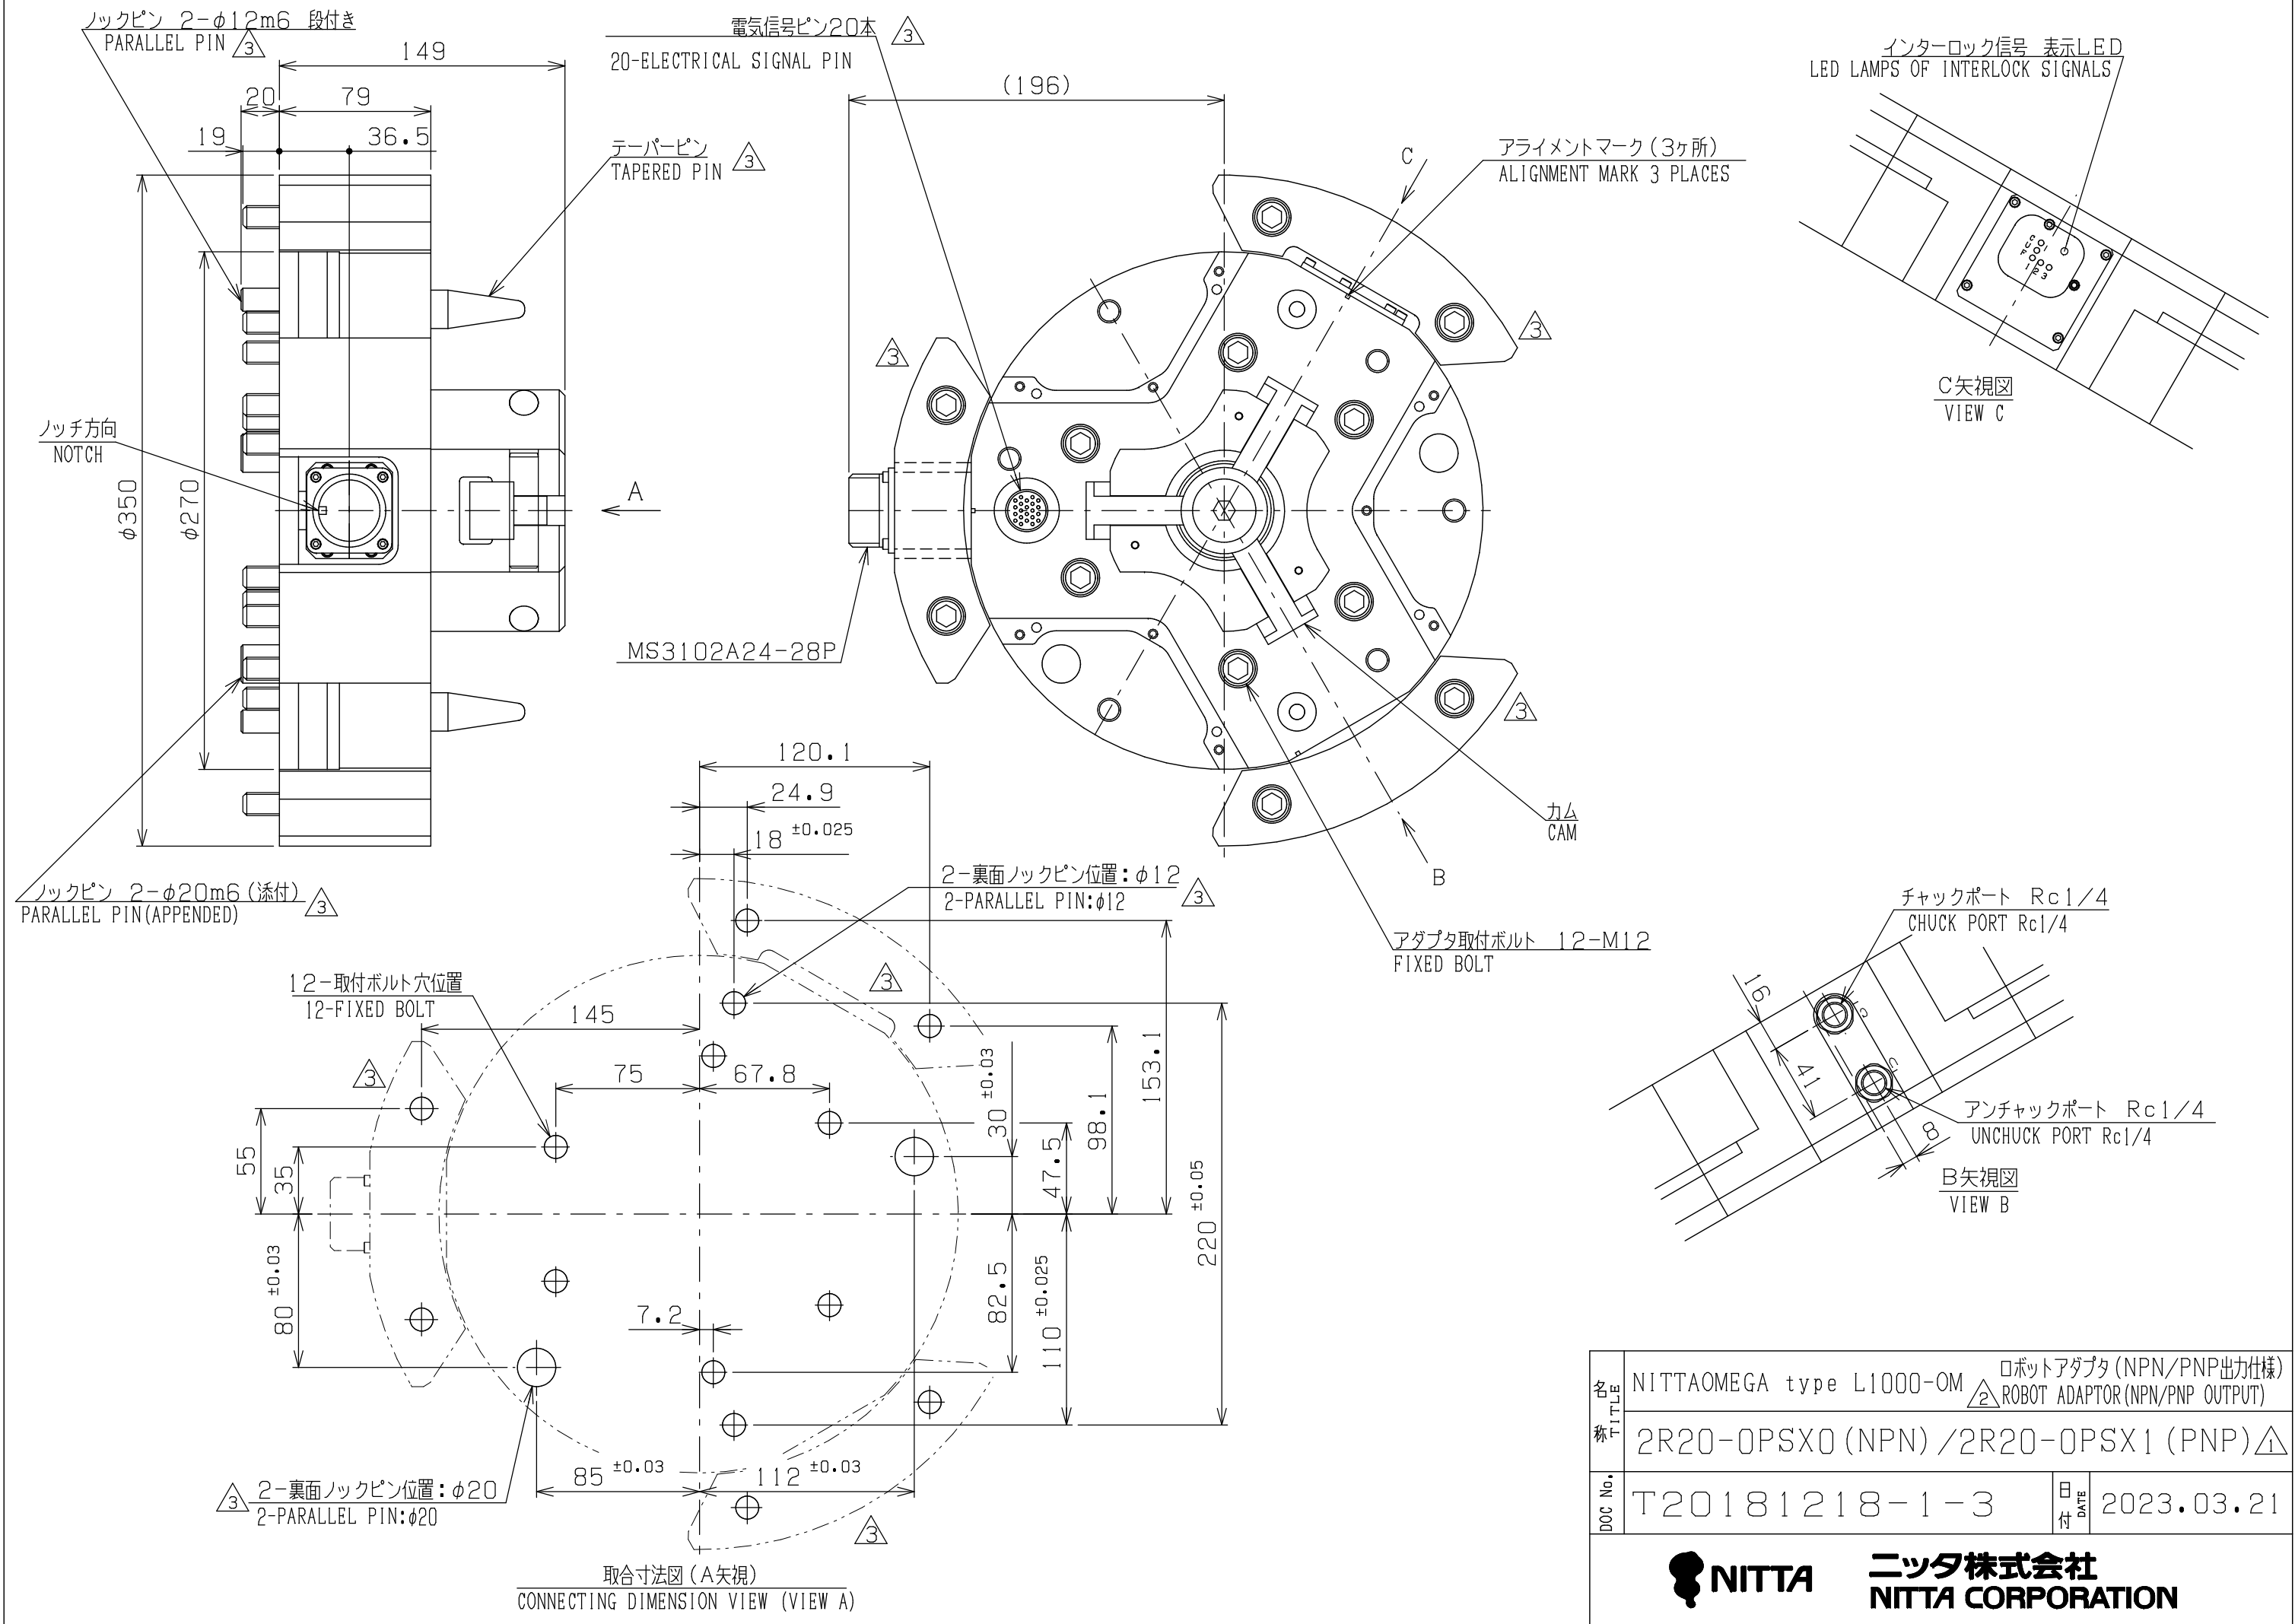 ノックピン 2-φ12m6 段付き
PARALLEL PIN 3
149
20 79
19 36.5
テーパーピン 3
TAPERED PIN
ノッチ方向
NOTCH
φ350
φ270
A
ノックピン 2-φ20m6 (添付) 3
PARALLEL PIN(APPENDED)
電気信号ピン20本 3
20-ELECTRICAL SIGNAL PIN
(196)
C
アライメントマーク (3ヶ所)
ALIGNMENT MARK 3 PLACES
3
3
3
MS3102A24-28P
カム
CAM
B
アダプタ取付ボルト 12-M12
FIXED BOLT
インターロック信号 表示LED
LED LAMPS OF INTERLOCK SIGNALS
C矢視図
VIEW C
チャックポート Rc1/4
CHUCK PORT Rc1/4
16
41
8
アンチャックポート Rc1/4
UNCHUCK PORT Rc1/4
B矢視図
VIEW B
120.1
24.9
18 ±0.025
2-裏面ノックピン位置:φ12 3
2-PARALLEL PIN:φ12
12-取付ボルト穴位置
12-FIXED BOLT
145
75 67.8
3
3
55
35
80 ±0.03
30 ±0.03
47.5
98.1
153.1
220 ±0.05
82.5
110 ±0.025
7.2
85 ±0.03 112 ±0.03
3 2-裏面ノックピン位置:φ20
2-PARALLEL PIN:φ20
3
取合寸法図 (A矢視)
CONNECTING DIMENSION VIEW (VIEW A)
名称 TITLE
NITTAOMEGA type L1000-OM 2 ロボットアダプタ (NPN/PNP出力仕様)
ROBOT ADAPTOR(NPN/PNP OUTPUT)
2R20-0PSX0 (NPN) /2R20-0PSX1 (PNP) 1
DOC No. T20181218-1-3 日付 DATE 2023.03.21
NITTA ニッタ株式会社
NITTA CORPORATION